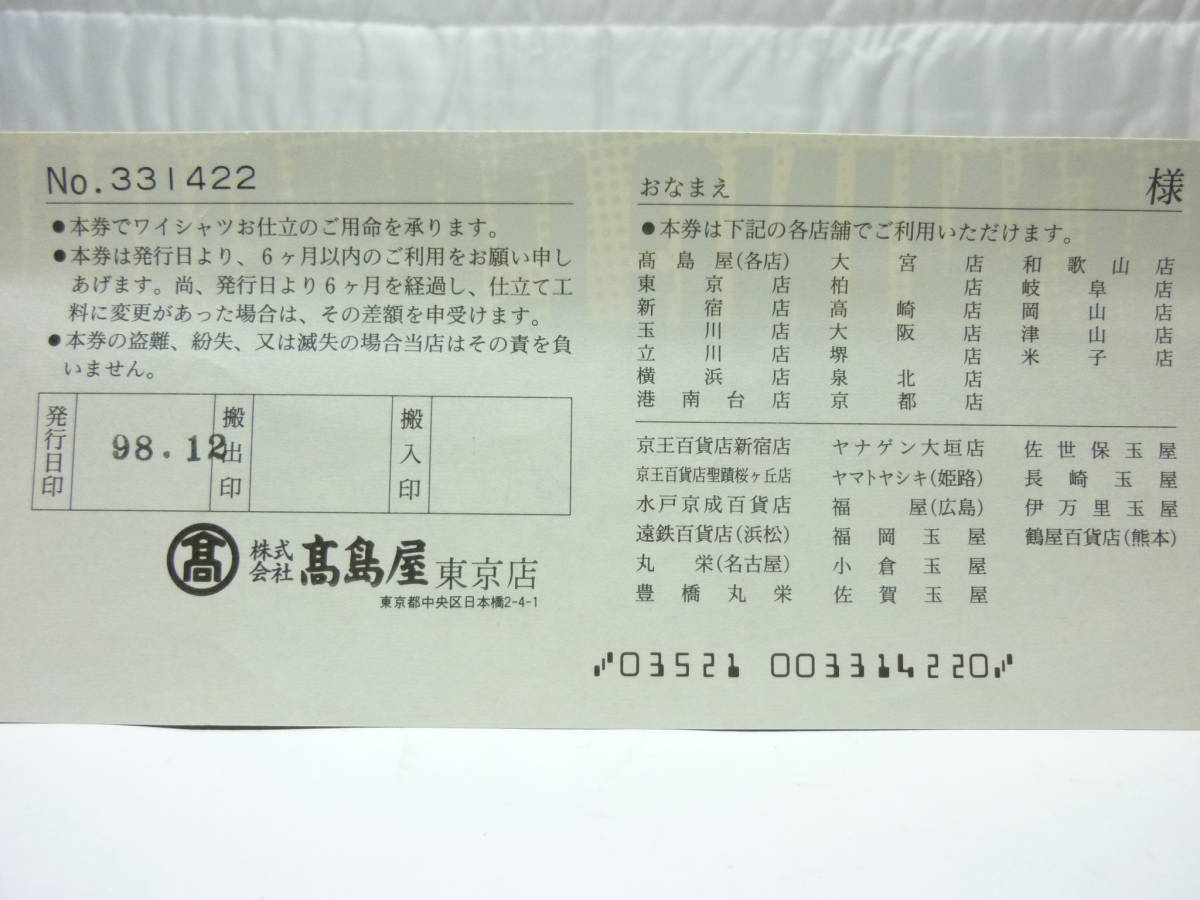 No.331422
●本券でワイシャツお仕立のご用命を承ります。
●本券は発行日より、6ヶ月以内のご利用をお願い申し
あげます。尚、発行日より6ヶ月を経過し、仕立て工
料に変更があった場合は、その差額を申受けます。
●本券の盗難、紛失、又は滅失の場合当店はその責を負
いません。
発行日印
98.12
搬出印
搬入印
髙
株式会社 髙島屋 東京店
東京都中央区日本橋2-4-1
おなまえ 様
●本券は下記の各店舗でご利用いただけます。
髙島屋(各店) 大宮店 和歌山店
東京店 柏店 岐阜店
新宿店 高崎店 岡山店
玉川店 大阪店 津山店
立川店 堺店 米子店
横浜店 泉北店
港南台店 京都店
京王百貨店新宿店 ヤナゲン大垣店 佐世保玉屋
京王百貨店聖蹟桜ヶ丘店 ヤマトヤシキ(姫路) 長崎玉屋
水戸京成百貨店 福屋(広島) 伊万里玉屋
遠鉄百貨店(浜松) 福岡玉屋 鶴屋百貨店(熊本)
丸栄(名古屋) 小倉玉屋
豊橋丸栄 佐賀玉屋
03521 003314220